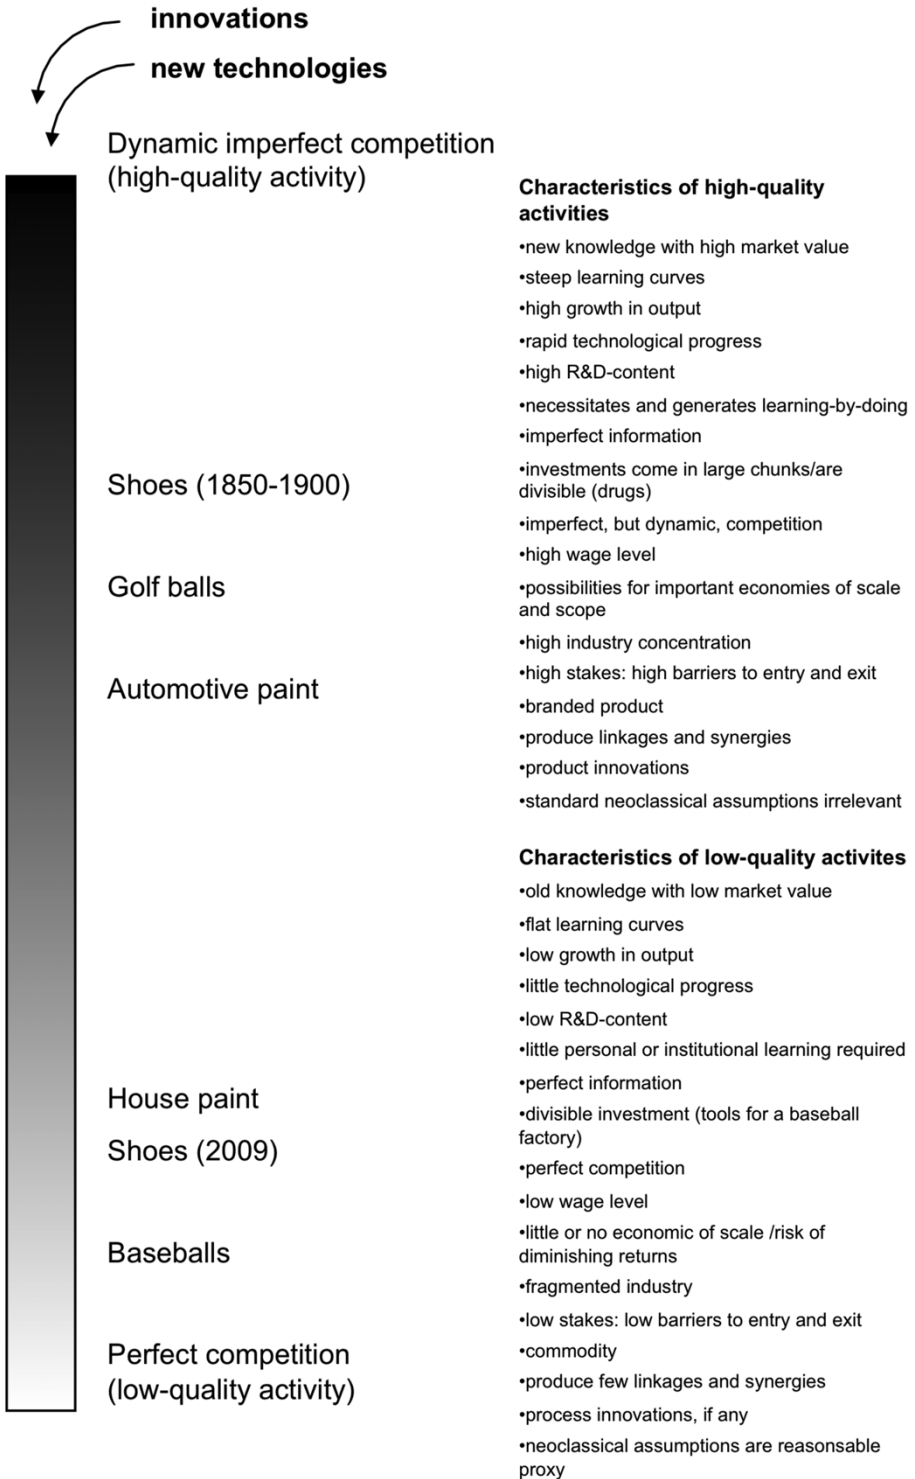 innovations
new technologies
Dynamic imperfect competition
(high-quality activity)
Shoes (1850-1900)
Golf balls
Automotive paint
House paint
Shoes (2009)
Baseballs
Perfect competition
(low-quality activity)
Characteristics of high-quality
activities
•new knowledge with high market value
•steep learning curves
•high growth in output
•rapid technological progress
•high R&D-content
•necessitates and generates learning-by-doing
•imperfect information
•investments come in large chunks/are
divisible (drugs)
•imperfect, but dynamic, competition
•high wage level
•possibilities for important economies of scale
and scope
•high industry concentration
•high stakes: high barriers to entry and exit
•branded product
•produce linkages and synergies
•product innovations
•standard neoclassical assumptions irrelevant
Characteristics of low-quality activites
•old knowledge with low market value
•flat learning curves
•low growth in output
•little technological progress
•low R&D-content
•little personal or institutional learning required
•perfect information
•divisible investment (tools for a baseball
factory)
•perfect competition
•low wage level
•little or no economic of scale /risk of
diminishing returns
•fragmented industry
•low stakes: low barriers to entry and exit
•commodity
•produce few linkages and synergies
•process innovations, if any
•neoclassical assumptions are reasonsable
proxy